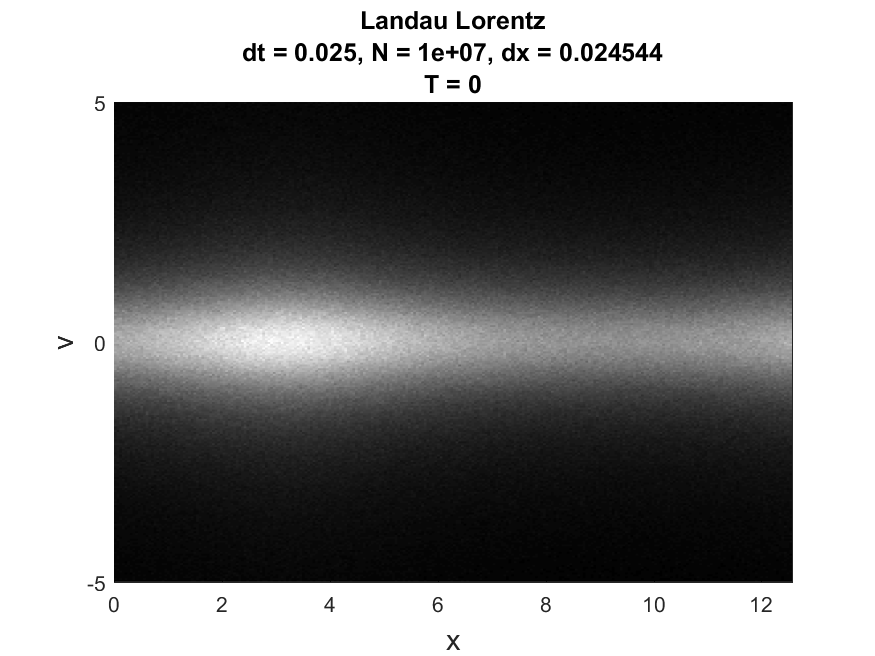 Landau Lorentz
dt = 0.025, N = 1e+07, dx = 0.024544
T = 0
5
v
0
-5
0 2 4 6 8 10 12
x